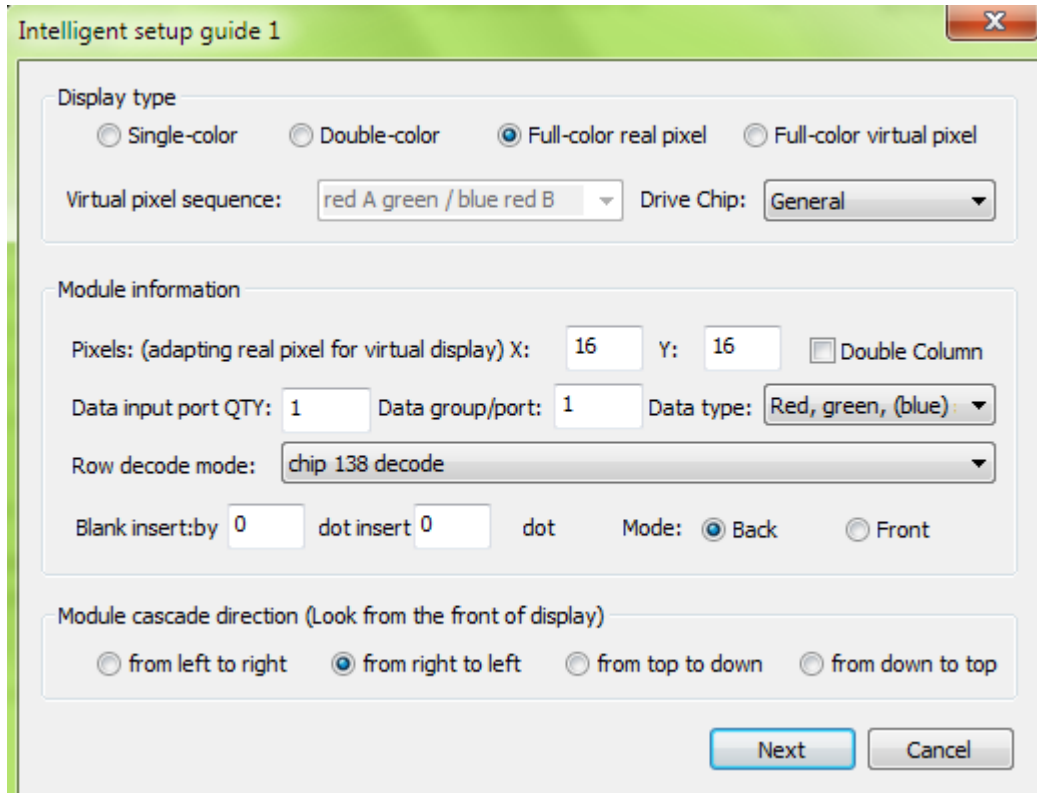 Intelligent setup guide 1
Display type
Single-color Double-color Full-color real pixel Full-color virtual pixel
Virtual pixel sequence: red A green / blue red B Drive Chip: General
Module information
Pixels: (adapting real pixel for virtual display) X: 16 Y: 16 Double Column
Data input port QTY: 1 Data group/port: 1 Data type: Red, green, (blue)
Row decode mode: chip 138 decode
Blank insert:by 0 dot insert 0 dot Mode: Back Front
Module cascade direction (Look from the front of display)
from left to right from right to left from top to down from down to top
Next Cancel